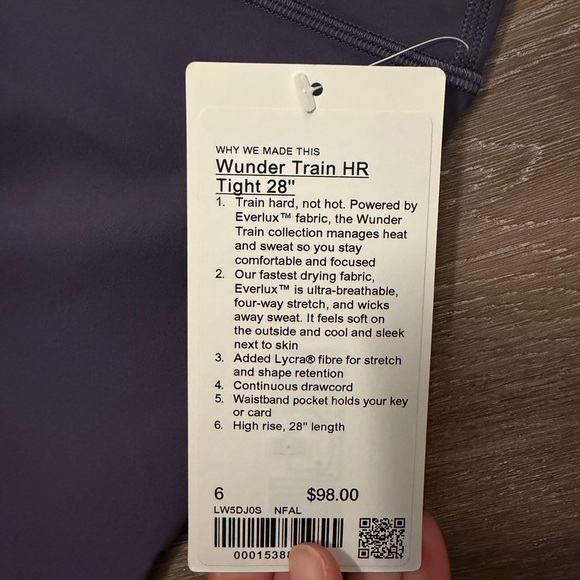 WHY WE MADE THIS
Wunder Train HR
Tight 28"
1. Train hard, not hot. Powered by
Everlux™ fabric, the Wunder
Train collection manages heat
and sweat so you stay
comfortable and focused
2. Our fastest drying fabric,
Everlux™ is ultra-breathable,
four-way stretch, and wicks
away sweat. It feels soft on
the outside and cool and sleek
next to skin
3. Added Lycra® fibre for stretch
and shape retention
4. Continuous drawcord
5. Waistband pocket holds your key
or card
6. High rise, 28" length
6 $98.00
LW5DJ0S NFAL